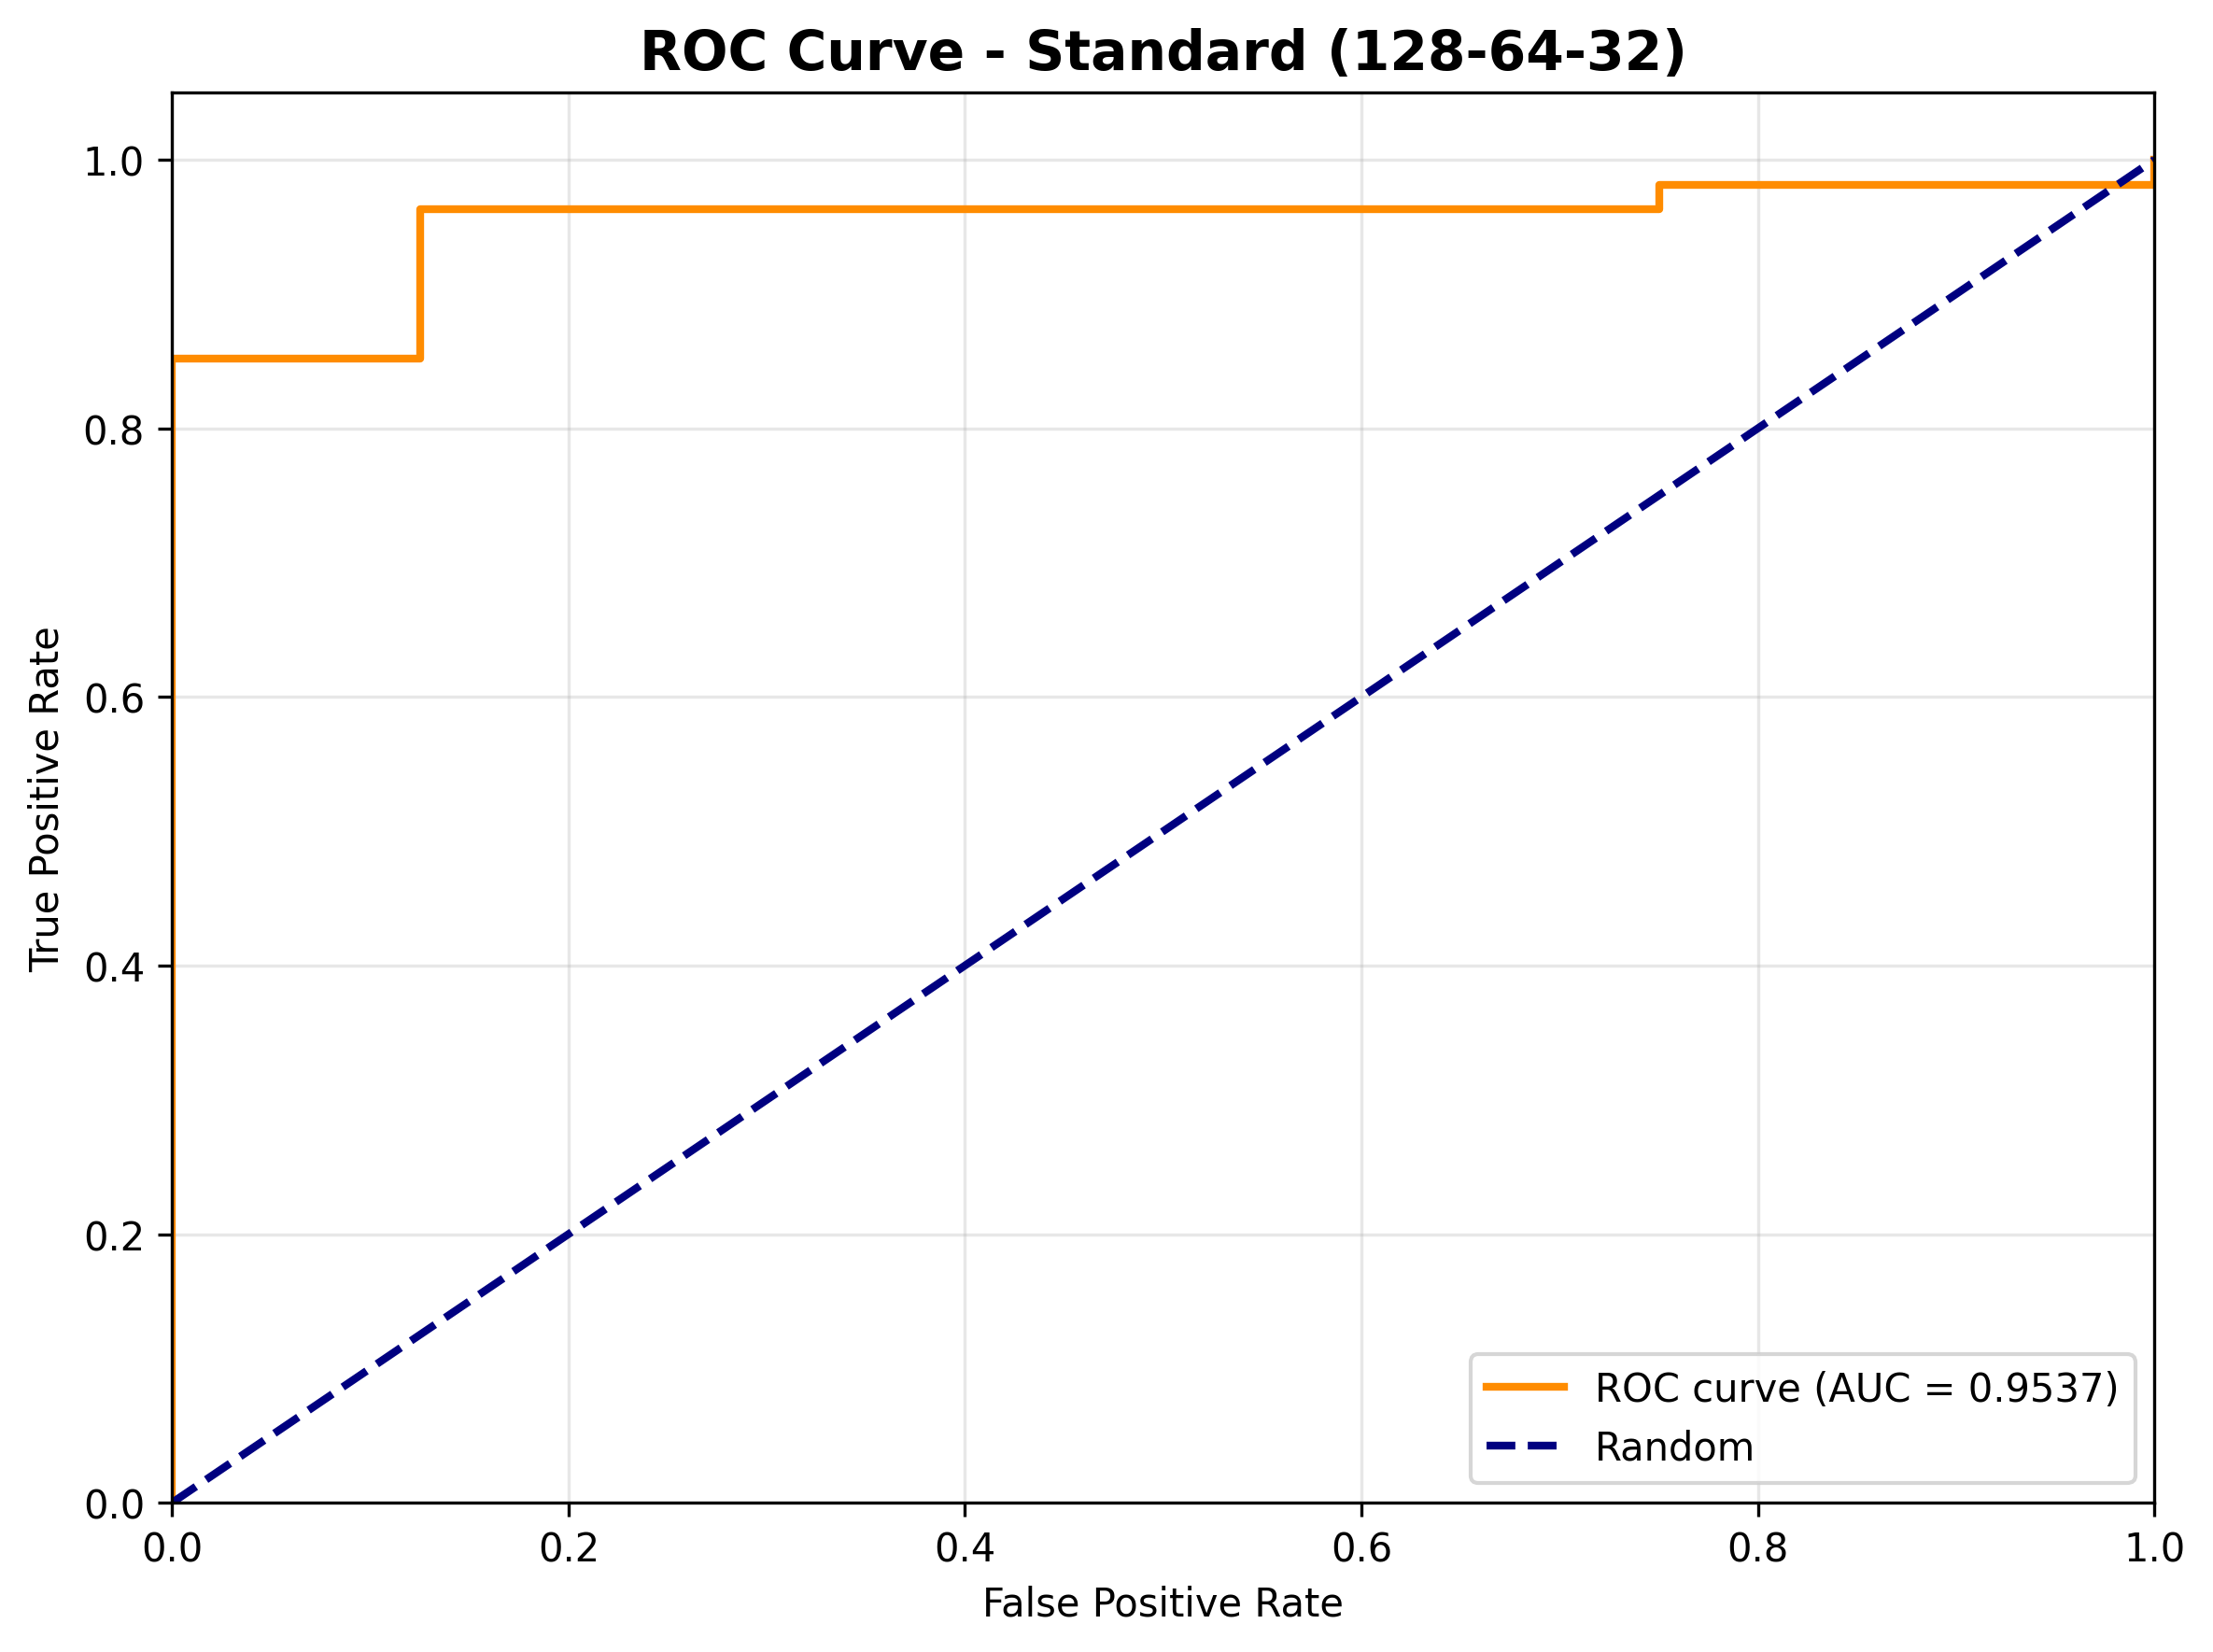 ROC Curve - Standard (128-64-32)
True Positive Rate
1.0
0.8
0.6
0.4
0.2
0.0
0.0 0.2 0.4 0.6 0.8 1.0
False Positive Rate
ROC curve (AUC = 0.9537)
Random